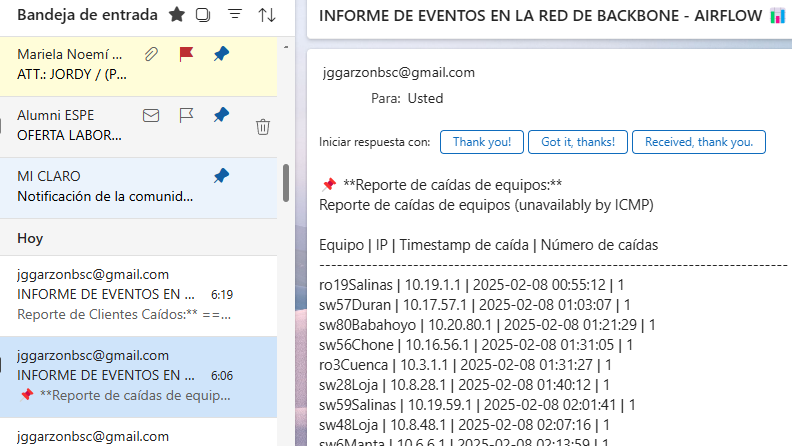 Bandeja de entrada
Mariela Noemí ...
ATT.: JORDY / (P...
Alumni ESPE
OFERTA LABOR...
MI CLARO
Notificación de la comunid...
Hoy
jggarzonbsc@gmail.com
INFORME DE EVENTOS EN ... 6:19
Reporte de Clientes Caídos:** ==...
jggarzonbsc@gmail.com
INFORME DE EVENTOS EN ... 6:06
📌 **Reporte de caídas de equip...
jggarzonbsc@gmail.com
INFORME DE EVENTOS EN LA RED DE BACKBONE - AIRFLOW 📊
jggarzonbsc@gmail.com
Para: Usted
Iniciar respuesta con: Thank you! Got it, thanks! Received, thank you.
📌 **Reporte de caídas de equipos:**
Reporte de caídas de equipos (unavailably by ICMP)
Equipo | IP | Timestamp de caída | Número de caídas
--------------------------------------------------------------------------------
ro19Salinas | 10.19.1.1 | 2025-02-08 00:55:12 | 1
sw57Duran | 10.17.57.1 | 2025-02-08 01:03:07 | 1
sw80Babahoyo | 10.20.80.1 | 2025-02-08 01:21:29 | 1
sw56Chone | 10.16.56.1 | 2025-02-08 01:31:05 | 1
ro3Cuenca | 10.3.1.1 | 2025-02-08 01:31:27 | 1
sw28Loja | 10.8.28.1 | 2025-02-08 01:40:12 | 1
sw59Salinas | 10.19.59.1 | 2025-02-08 02:01:41 | 1
sw48Loja | 10.8.48.1 | 2025-02-08 02:07:16 | 1
sw6Manta | 10.6.6.1 | 2025-02-08 02:13:59 | 1